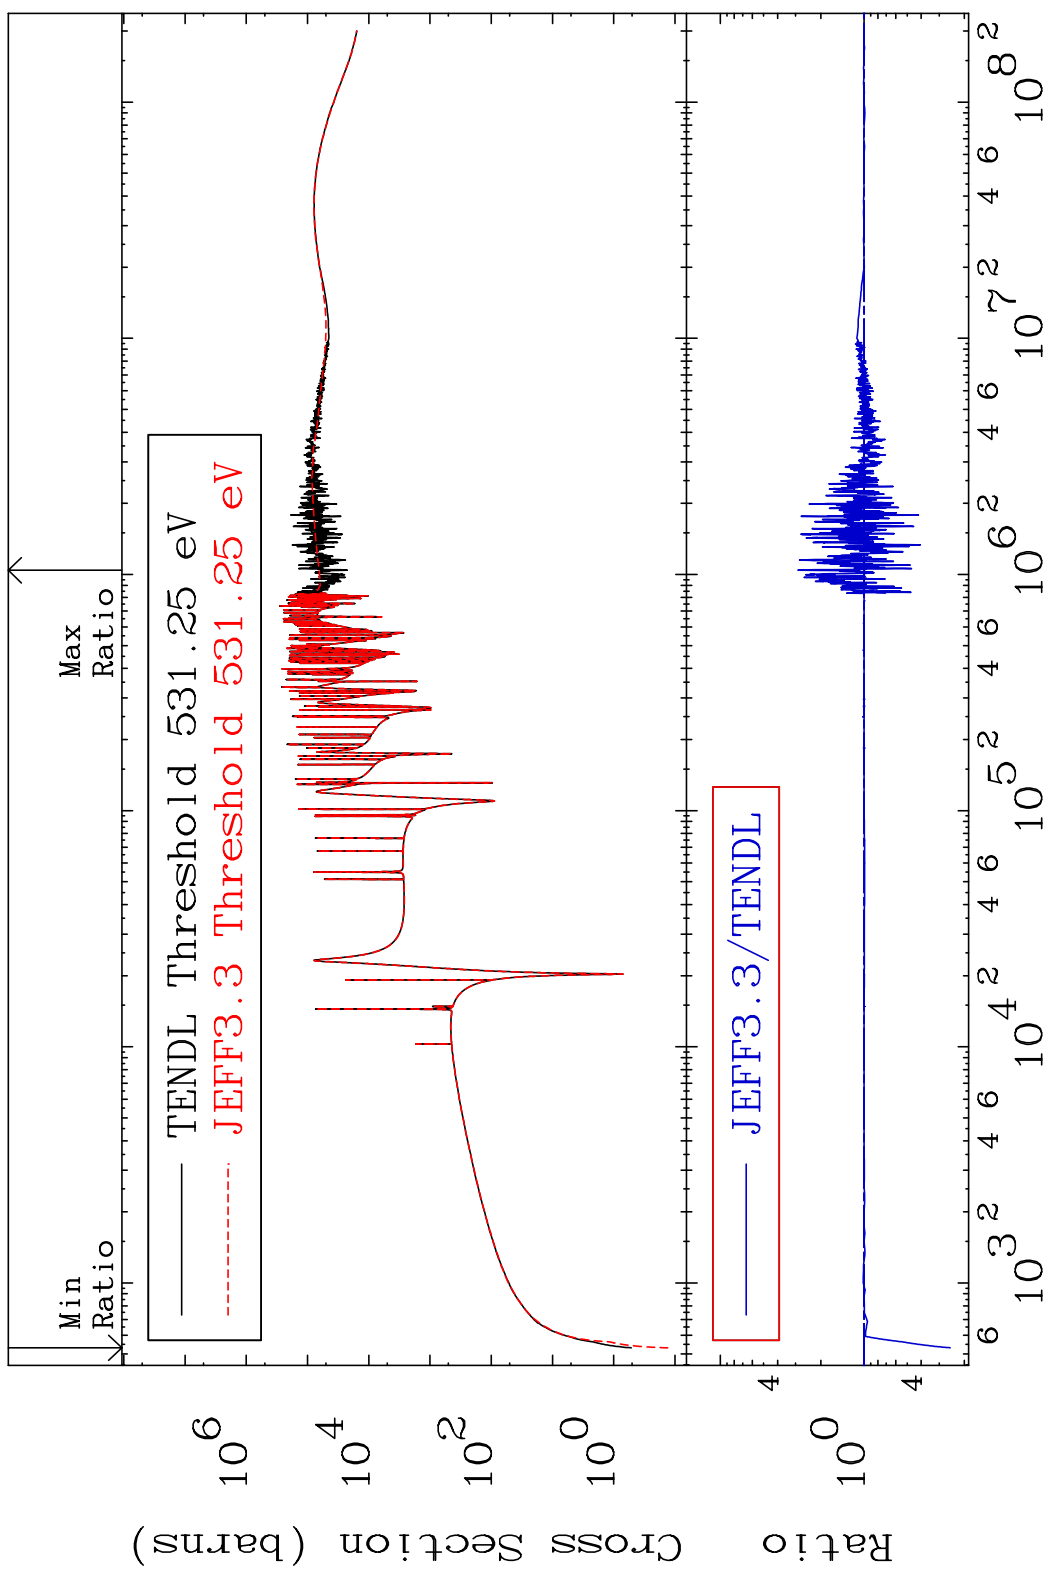 Min
Ratio
Max
Ratio
TENDL Threshold 531.25 eV
JEFF3.3 Threshold 531.25 eV
Cross Section (barns)
10^6
10^4
10^2
10^0
JEFF3.3/TENDL
Ratio
4
10^0
4
6 10^3 2 4 6 10^4 2 4 6 10^5 2 4 6 10^6 2 4 6 10^7 2 4 6 10^8 2